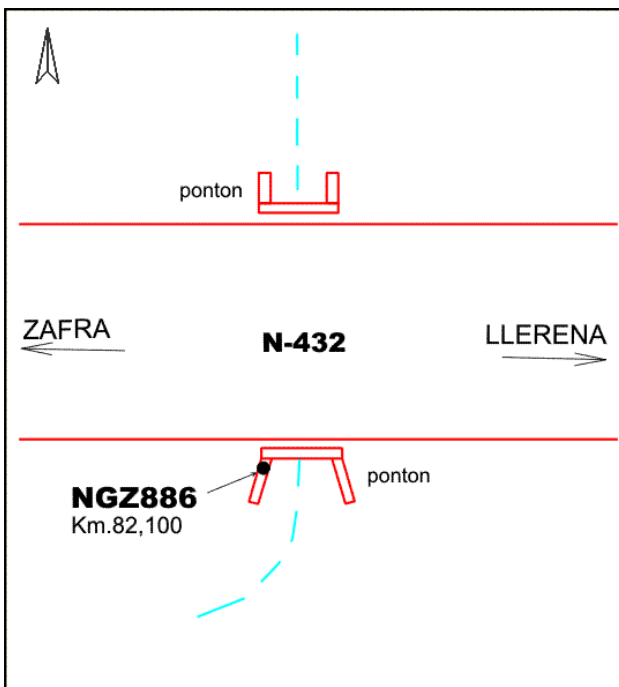 ponton
ZAFRA
N-432
LLERENA
NGZ886
Km.82,100
ponton